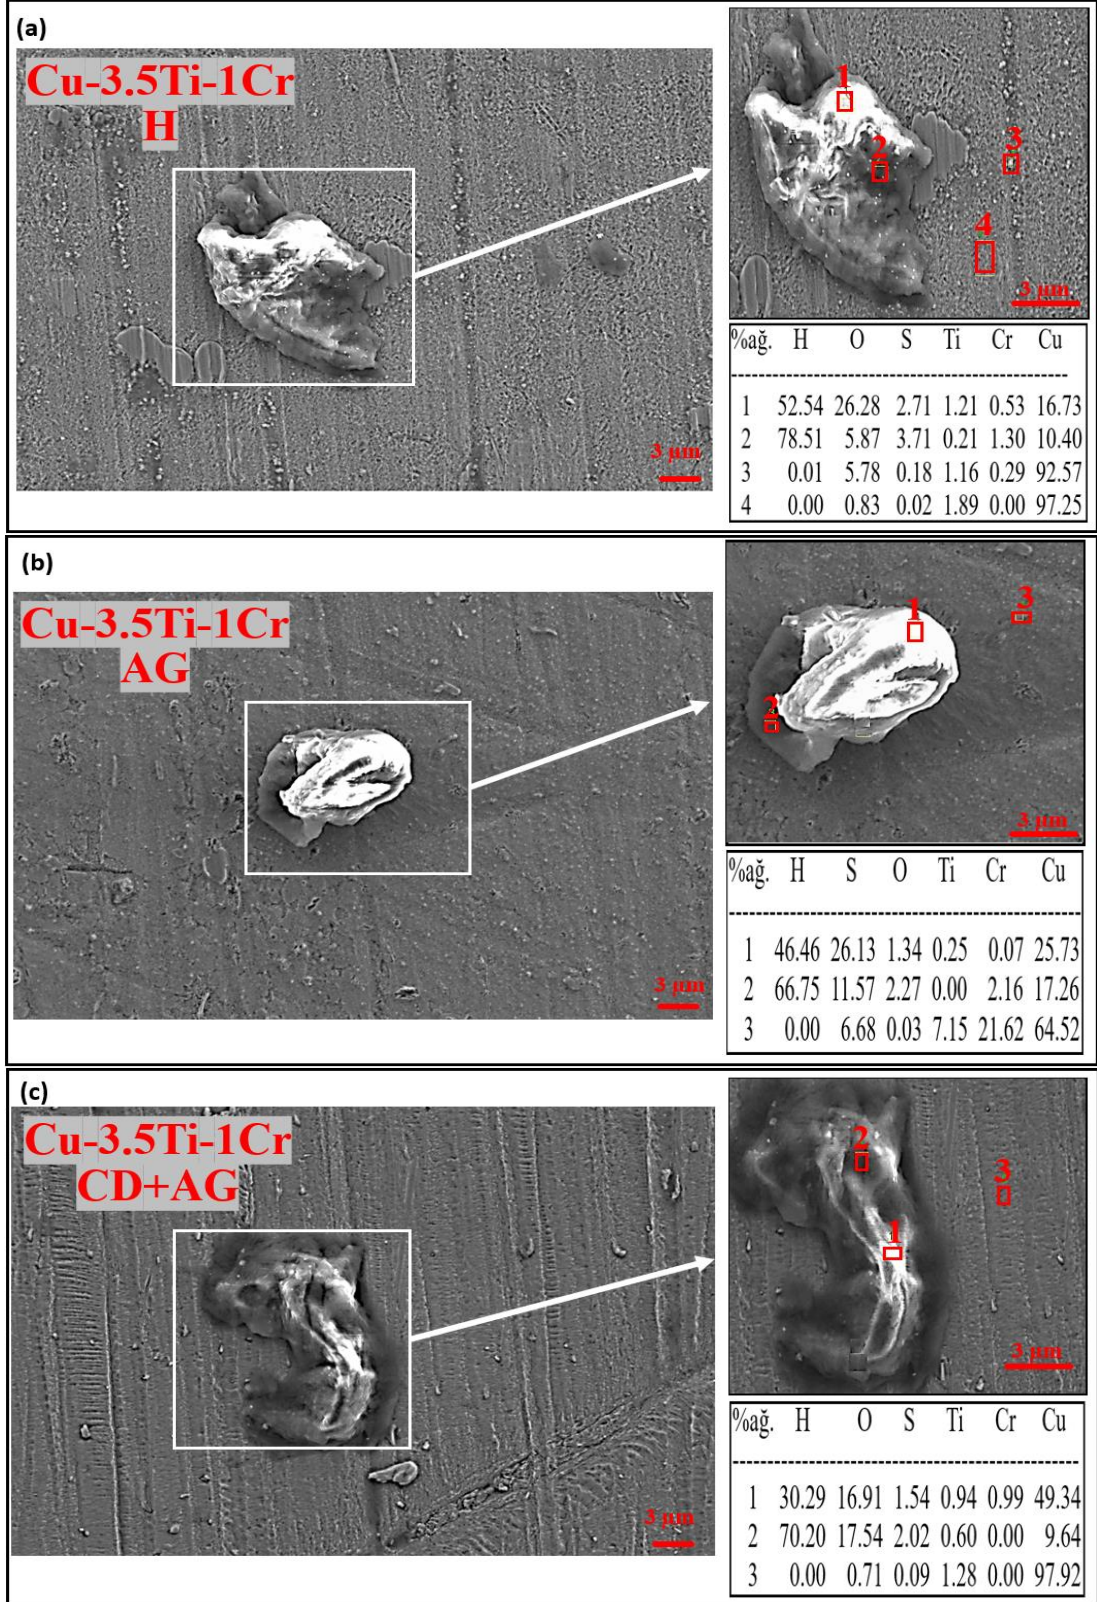 (a)
Cu-3.5Ti-1Cr
H
3 µm
1
2
3
4
3 µm
%ağ. H O S Ti Cr Cu
1 52.54 26.28 2.71 1.21 0.53 16.73
2 78.51 5.87 3.71 0.21 1.30 10.40
3 0.01 5.78 0.18 1.16 0.29 92.57
4 0.00 0.83 0.02 1.89 0.00 97.25
(b)
Cu-3.5Ti-1Cr
AG
3 µm
1
3
2
3 µm
%ağ. H S O Ti Cr Cu
1 46.46 26.13 1.34 0.25 0.07 25.73
2 66.75 11.57 2.27 0.00 2.16 17.26
3 0.00 6.68 0.03 7.15 21.62 64.52
(c)
Cu-3.5Ti-1Cr
CD+AG
3 µm
2
3
1
3 µm
%ağ. H O S Ti Cr Cu
1 30.29 16.91 1.54 0.94 0.99 49.34
2 70.20 17.54 2.02 0.60 0.00 9.64
3 0.00 0.71 0.09 1.28 0.00 97.92